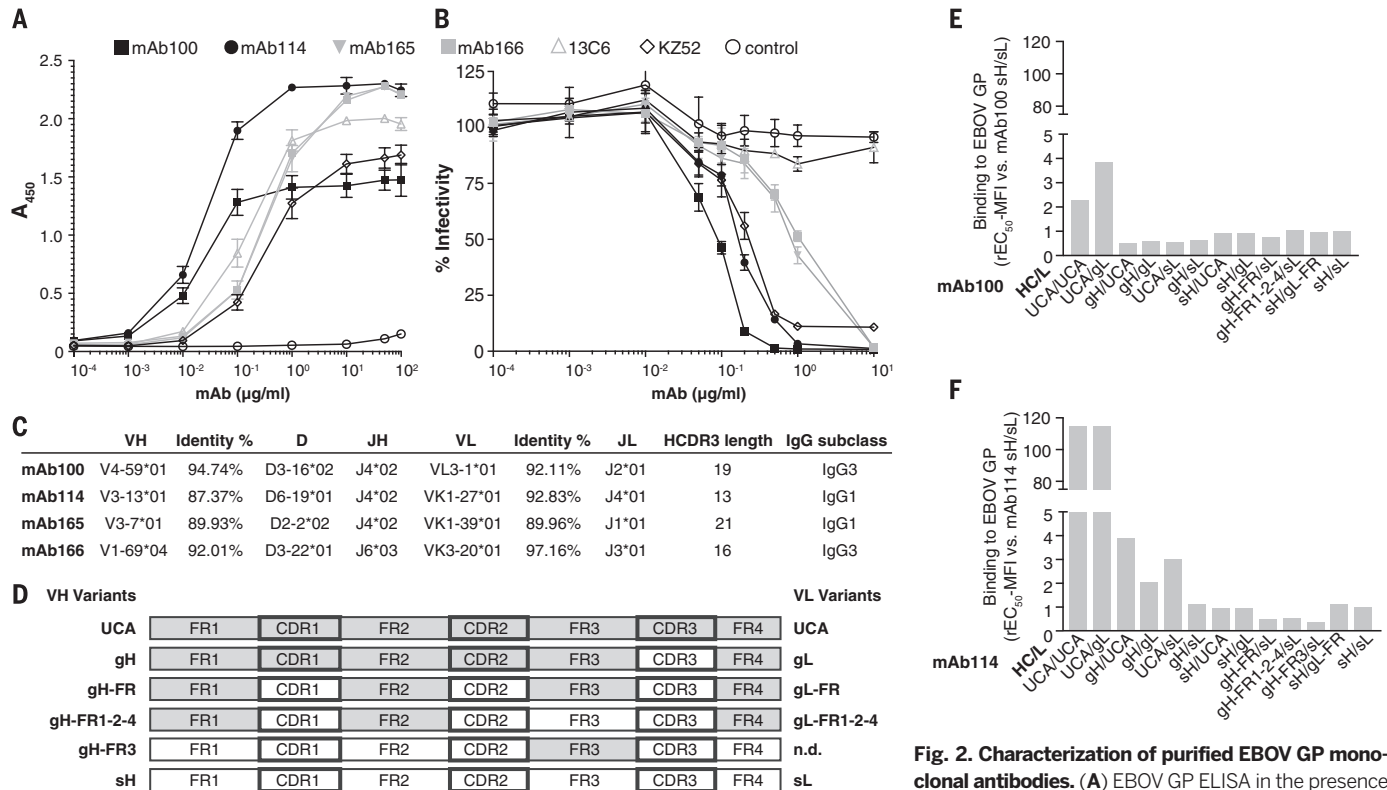 A
B
E
mAb100 mAb114 mAb165 mAb166 13C6 KZ52 control
2.5
2.0
1.5
1.0
0.5
0
A450
10-4 10-3 10-2 10-1 100 101 102
mAb (µg/ml)
125
100
75
50
25
0
% Infectivity
10-4 10-3 10-2 10-1 100 101
mAb (µg/ml)
120
100
80
5
4
3
2
1
0
Binding to EBOV GP
(rEC50-MFI vs. mAb100 sH/sL)
mAb100
HC/L
UCA/UCA
UCA/gL
gH/UCA
gH/gL
UCA/sL
gH/sL
sH/UCA
sH/gL
gH-FR/sL
gH-FR1-2-4/sL
sH/gL-FR
sH/sL
C
VH Identity % D JH VL Identity % JL HCDR3 length IgG subclass
mAb100 V4-59*01 94.74% D3-16*02 J4*02 VL3-1*01 92.11% J2*01 19 IgG3
mAb114 V3-13*01 87.37% D6-19*01 J4*02 VK1-27*01 92.83% J4*01 13 IgG1
mAb165 V3-7*01 89.93% D2-2*02 J4*02 VK1-39*01 89.96% J1*01 21 IgG1
mAb166 V1-69*04 92.01% D3-22*01 J6*03 VK3-20*01 97.16% J3*01 16 IgG3
D
VH Variants VL Variants
UCA FR1 CDR1 FR2 CDR2 FR3 CDR3 FR4 UCA
gH FR1 CDR1 FR2 CDR2 FR3 CDR3 FR4 gL
gH-FR FR1 CDR1 FR2 CDR2 FR3 CDR3 FR4 gL-FR
gH-FR1-2-4 FR1 CDR1 FR2 CDR2 FR3 CDR3 FR4 gL-FR1-2-4
gH-FR3 FR1 CDR1 FR2 CDR2 FR3 CDR3 FR4 n.d.
sH FR1 CDR1 FR2 CDR2 FR3 CDR3 FR4 sL
F
120
100
80
5
4
3
2
1
0
Binding to EBOV GP
(rEC50-MFI vs. mAb114 sH/sL)
mAb114
HC/L
UCA/UCA
UCA/gL
gH/UCA
gH/gL
UCA/sL
gH/sL
sH/UCA
sH/gL
gH-FR/sL
gH-FR1-2-4/sL
gH-FR3/sL
sH/gL-FR
sH/sL
Fig. 2. Characterization of purified EBOV GP mono-
clonal antibodies. (A) EBOV GP ELISA in the presence